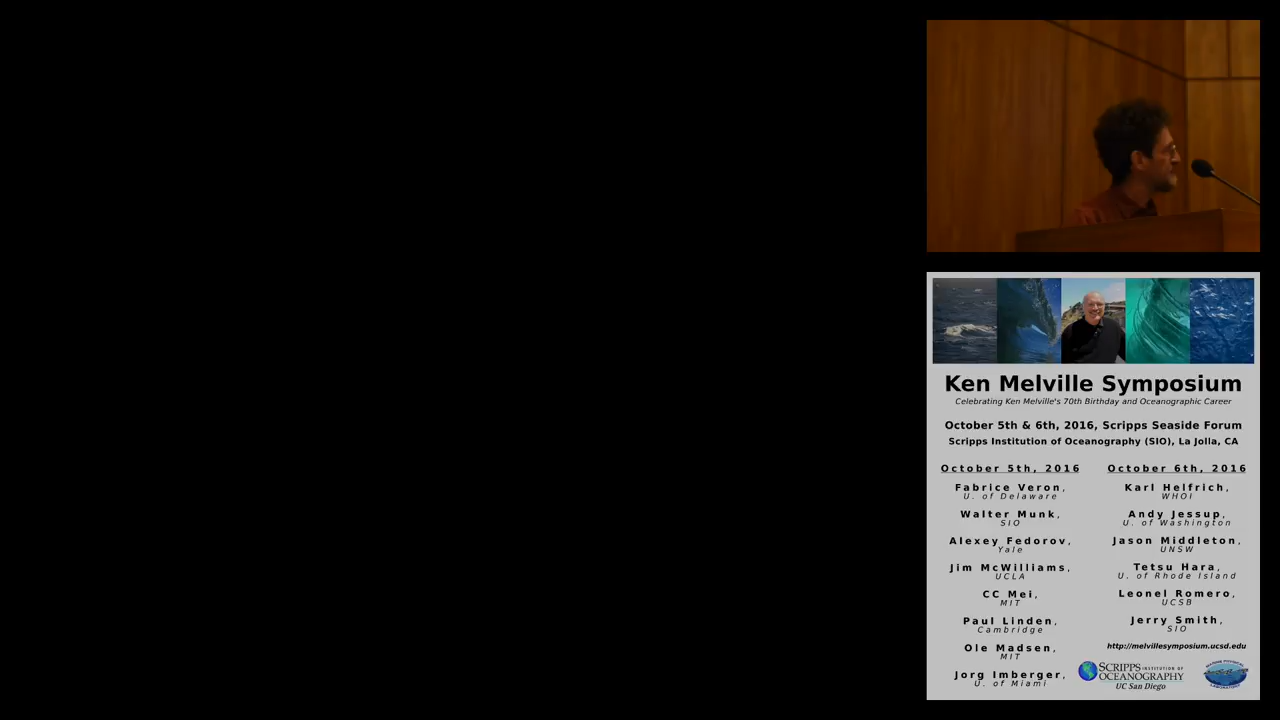 Ken Melville Symposium
Celebrating Ken Melville's 70th Birthday and Oceanographic Career
October 5th & 6th, 2016, Scripps Seaside Forum
Scripps Institution of Oceanography (SIO), La Jolla, CA
October 5th, 2016
Fabrice Veron,
U. of Delaware
Walter Munk,
SIO
Alexey Fedorov,
Yale
Jim McWilliams,
UCLA
CC Mei,
MIT
Paul Linden,
Cambridge
Ole Madsen,
MIT
Jorg Imberger,
U. of Miami
October 6th, 2016
Karl Helfrich,
WHOI
Andy Jessup,
U. of Washington
Jason Middleton,
UNSW
Tetsu Hara,
U. of Rhode Island
Leonel Romero,
UCSB
Jerry Smith,
SIO
http://melvillesymposium.ucsd.edu
SCRIPPS INSTITUTION OF
OCEANOGRAPHY
UC San Diego
MARINE PHYSICAL
LABORATORY